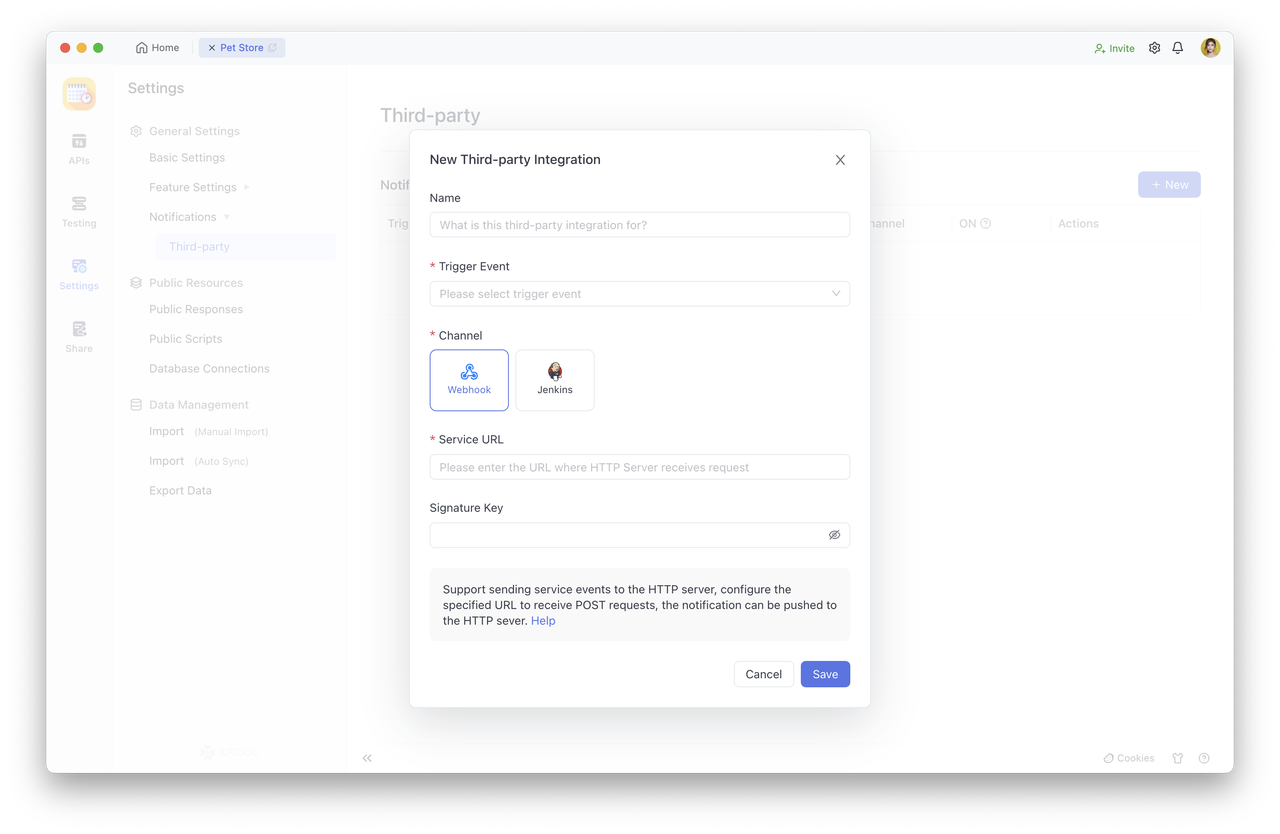 Home
Pet Store
Invite
Settings
General Settings
Basic Settings
Feature Settings
Notifications
Third-party
Public Resources
Public Responses
Public Scripts
Database Connections
Data Management
Import (Manual Import)
Import (Auto Sync)
Export Data
APIs
Testing
Settings
Share
Third-party
Notif
+ New
Trig
hannel
ON
Actions
New Third-party Integration
Name
What is this third-party integration for?
* Trigger Event
Please select trigger event
* Channel
Webhook
Jenkins
* Service URL
Please enter the URL where HTTP Server receives request
Signature Key
Support sending service events to the HTTP server, configure the
specified URL to receive POST requests, the notification can be pushed to
the HTTP sever. Help
Cancel
Save
Cookies